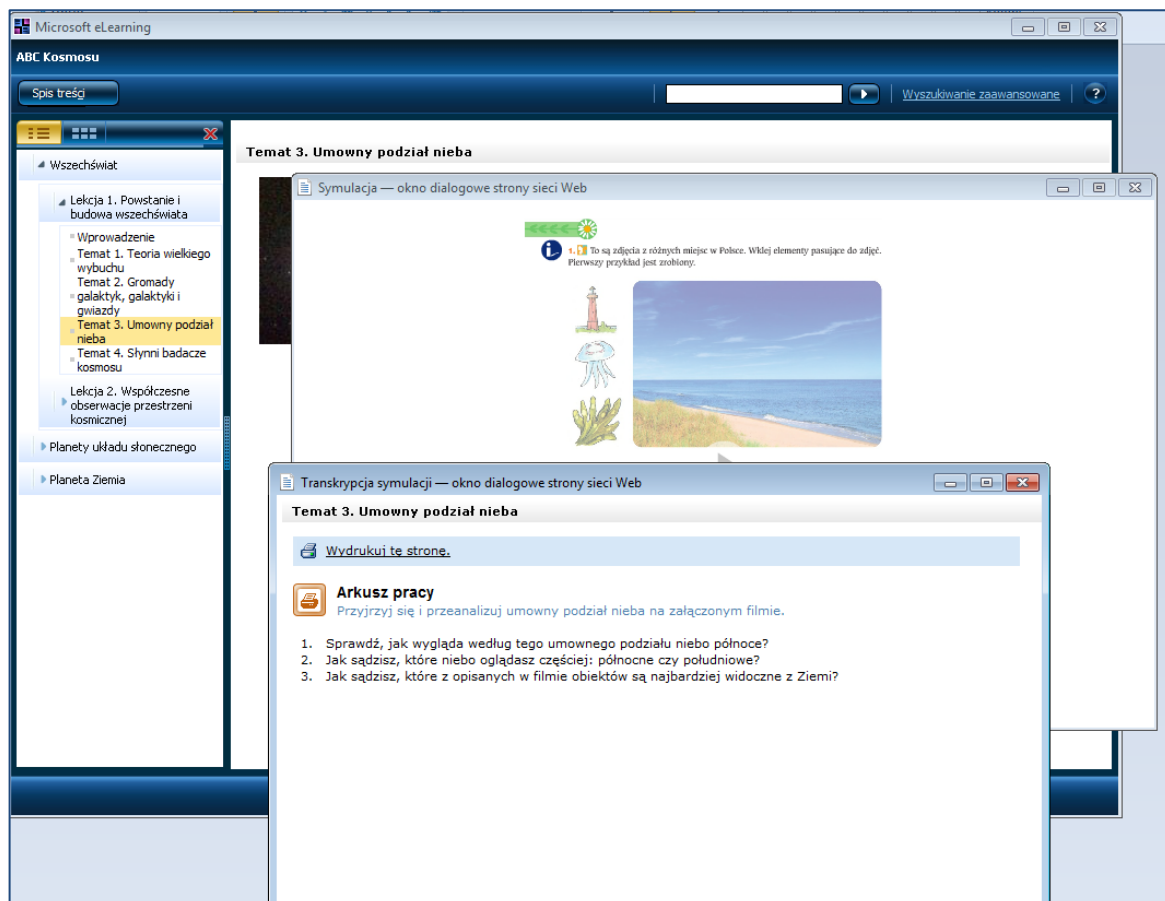 Microsoft eLearning
ABC Kosmosu
Spis treści
Wyszukiwanie zaawansowane
?
Wszechświat
Lekcja 1. Powstanie i
budowa wszechświata
Wprowadzenie
Temat 1. Teoria wielkiego
wybuchu
Temat 2. Gromady
galaktyk, galaktyki i
gwiazdy
Temat 3. Umowny podział
nieba
Temat 4. Słynni badacze
kosmosu
Lekcja 2. Współczesne
obserwacje przestrzeni
kosmicznej
Planety układu słonecznego
Planeta Ziemia
Temat 3. Umowny podział nieba
Symulacja — okno dialogowe strony sieci Web
1. To są zdjęcia z różnych miejsc w Polsce. Wklej elementy pasujące do zdjęć.
Pierwszy przykład jest zrobiony.
Transkrypcja symulacji — okno dialogowe strony sieci Web
Temat 3. Umowny podział nieba
Wydrukuj tę stronę.
Arkusz pracy
Przyjrzyj się i przeanalizuj umowny podział nieba na załączonym filmie.
1. Sprawdź, jak wygląda według tego umownego podziału niebo północe?
2. Jak sądzisz, które niebo oglądasz częściej: północne czy południowe?
3. Jak sądzisz, które z opisanych w filmie obiektów są najbardziej widoczne z Ziemi?